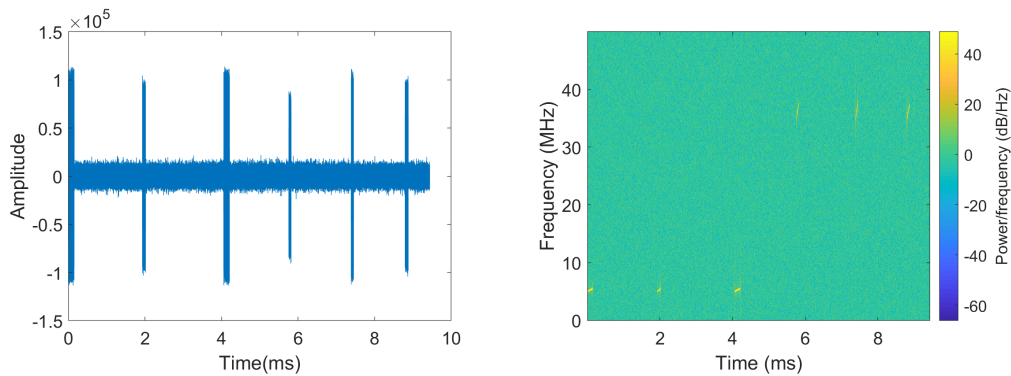 ×10^5
1.5
1
0.5
0
-0.5
-1
-1.5
Amplitude
0 2 4 6 8 10
Time(ms)
40
30
20
10
0
Frequency (MHz)
2 4 6 8
Time (ms)
40
20
0
-20
-40
-60
Power/frequency (dB/Hz)